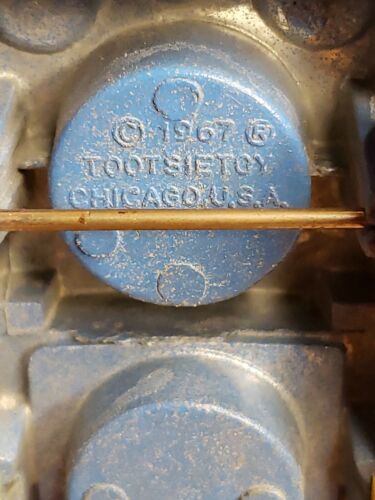 © 1967 ®
TOOTSIETOY
CHICAGO, U.S.A.